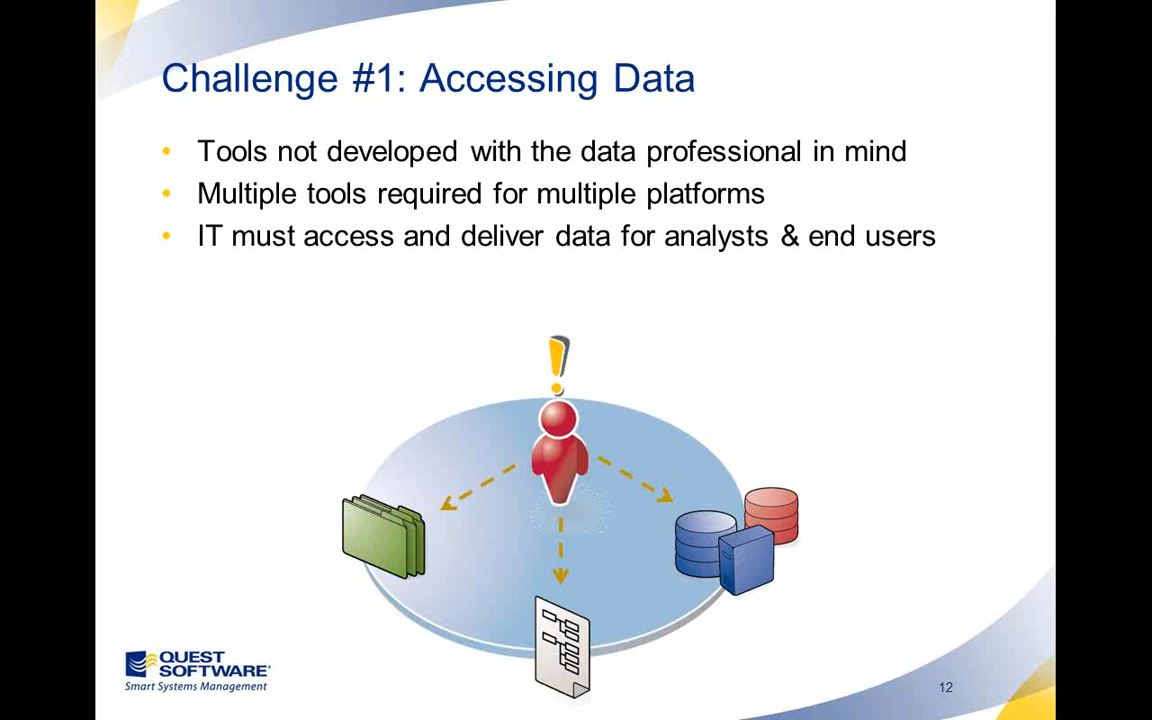 Challenge #1: Accessing Data
• Tools not developed with the data professional in mind
• Multiple tools required for multiple platforms
• IT must access and deliver data for analysts & end users
!
QUEST
SOFTWARE
Smart Systems Management
12